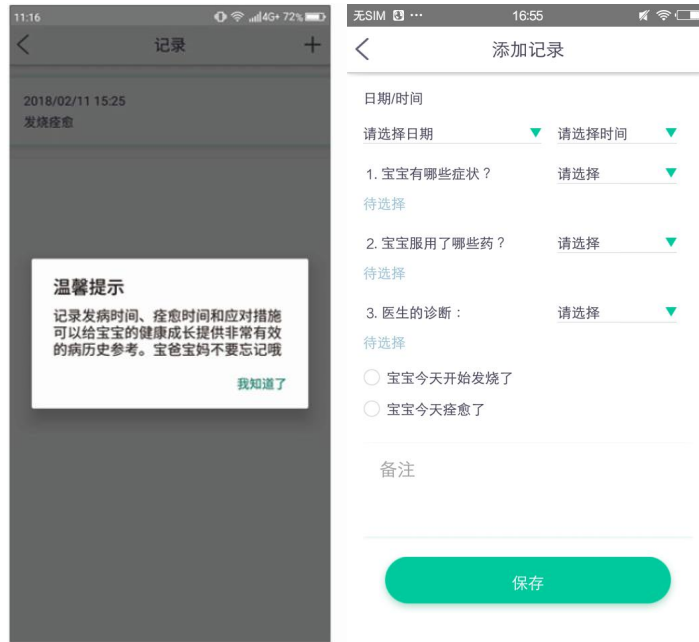 11:16
4G+ 72%
记录
2018/02/11 15:25
发烧痊愈
温馨提示
记录发病时间、痊愈时间和应对措施
可以给宝宝的健康成长提供非常有效
的病历史参考。宝爸宝妈不要忘记哦
我知道了
无SIM 16:55
添加记录
日期/时间
请选择日期 请选择时间
1. 宝宝有哪些症状？ 请选择
待选择
2. 宝宝服用了哪些药？ 请选择
待选择
3. 医生的诊断： 请选择
待选择
宝宝今天开始发烧了
宝宝今天痊愈了
备注
保存